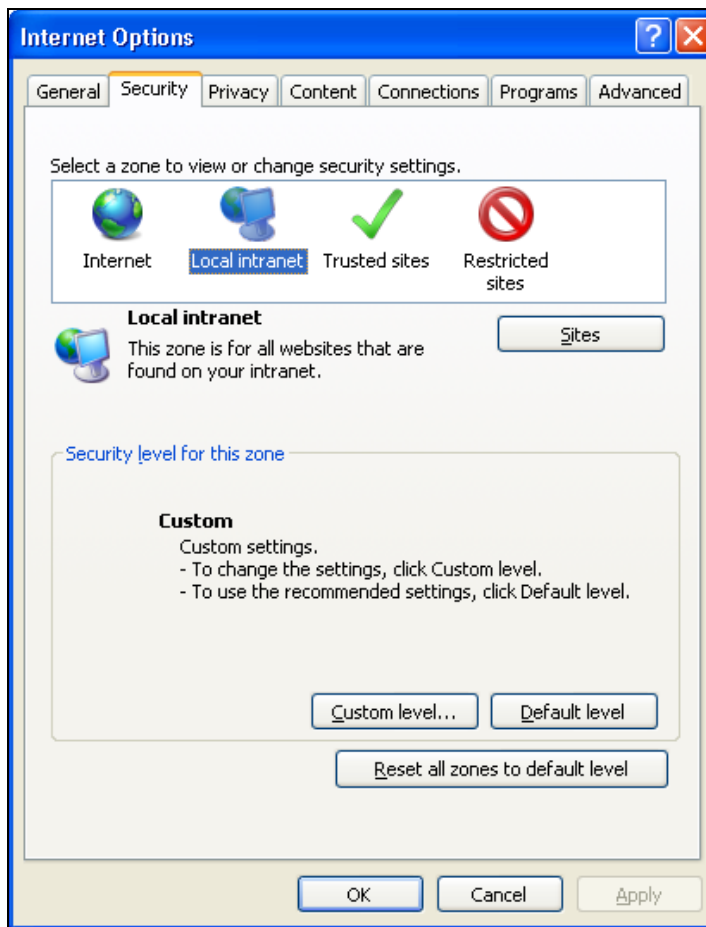 Internet Options
?
General Security Privacy Content Connections Programs Advanced
Select a zone to view or change security settings.
Internet Local intranet Trusted sites Restricted
sites
Local intranet
Sites
This zone is for all websites that are
found on your intranet.
Security level for this zone
Custom
Custom settings.
- To change the settings, click Custom level.
- To use the recommended settings, click Default level.
Custom level... Default level
Reset all zones to default level
OK Cancel Apply